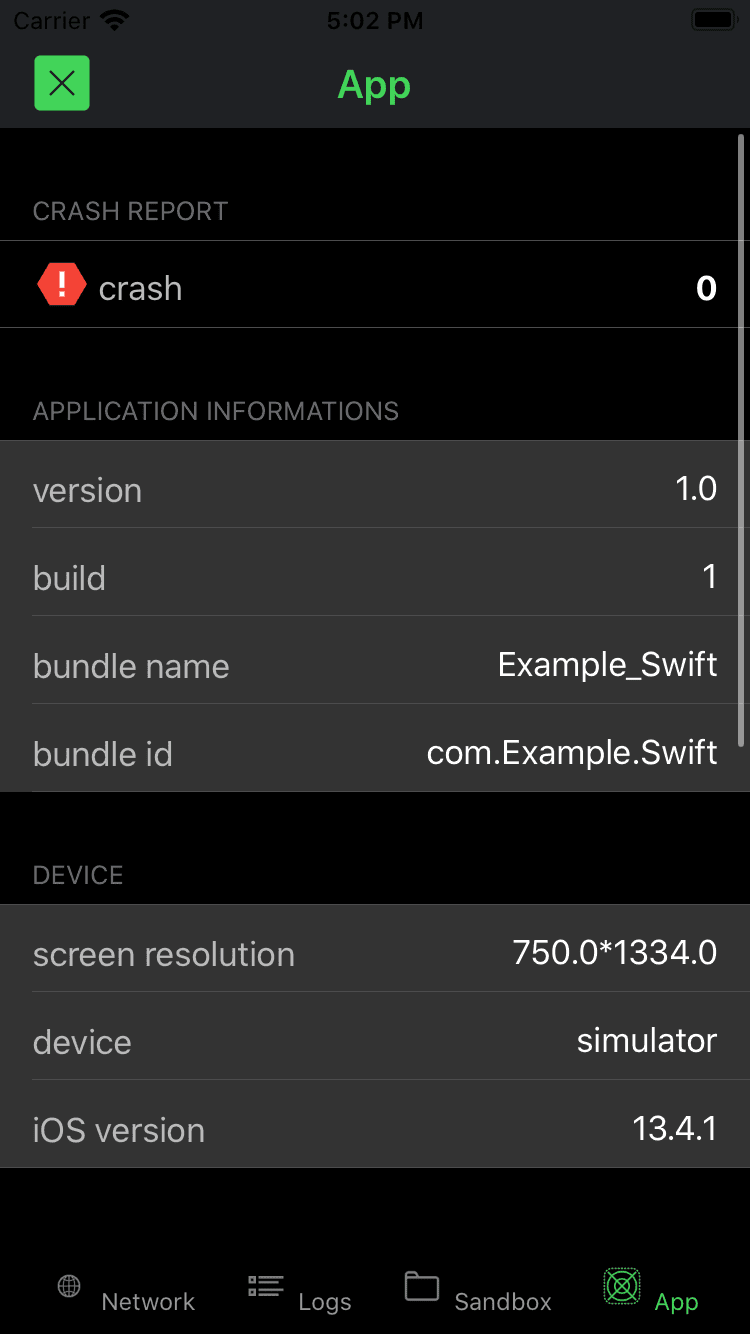 Carrier 5:02 PM
App
CRASH REPORT
crash 0
APPLICATION INFORMATIONS
version 1.0
build 1
bundle name Example_Swift
bundle id com.Example.Swift
DEVICE
screen resolution 750.0*1334.0
device simulator
iOS version 13.4.1
Network Logs Sandbox App